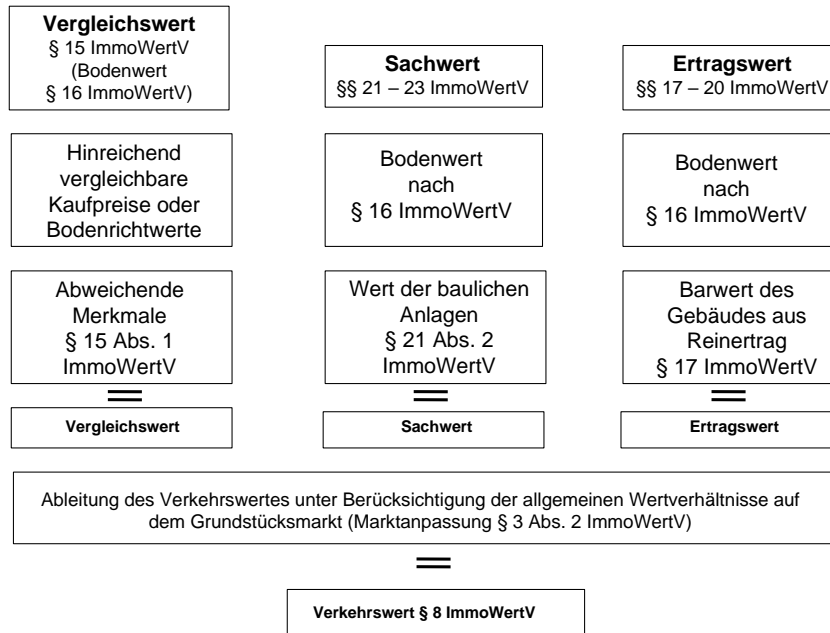 Vergleichswert
§ 15 ImmoWertV
(Bodenwert
§ 16 ImmoWertV)
Sachwert
§§ 21 – 23 ImmoWertV
Ertragswert
§§ 17 – 20 ImmoWertV
Hinreichend
vergleichbare
Kaufpreise oder
Bodenrichtwerte
Bodenwert
nach
§ 16 ImmoWertV
Bodenwert
nach
§ 16 ImmoWertV
Abweichende
Merkmale
§ 15 Abs. 1
ImmoWertV
Wert der baulichen
Anlagen
§ 21 Abs. 2
ImmoWertV
Barwert des
Gebäudes aus
Reinertrag
§ 17 ImmoWertV
=
=
=
Vergleichswert
Sachwert
Ertragswert
Ableitung des Verkehrswertes unter Berücksichtigung der allgemeinen Wertverhältnisse auf
dem Grundstücksmarkt (Marktanpassung § 3 Abs. 2 ImmoWertV)
=
Verkehrswert § 8 ImmoWertV